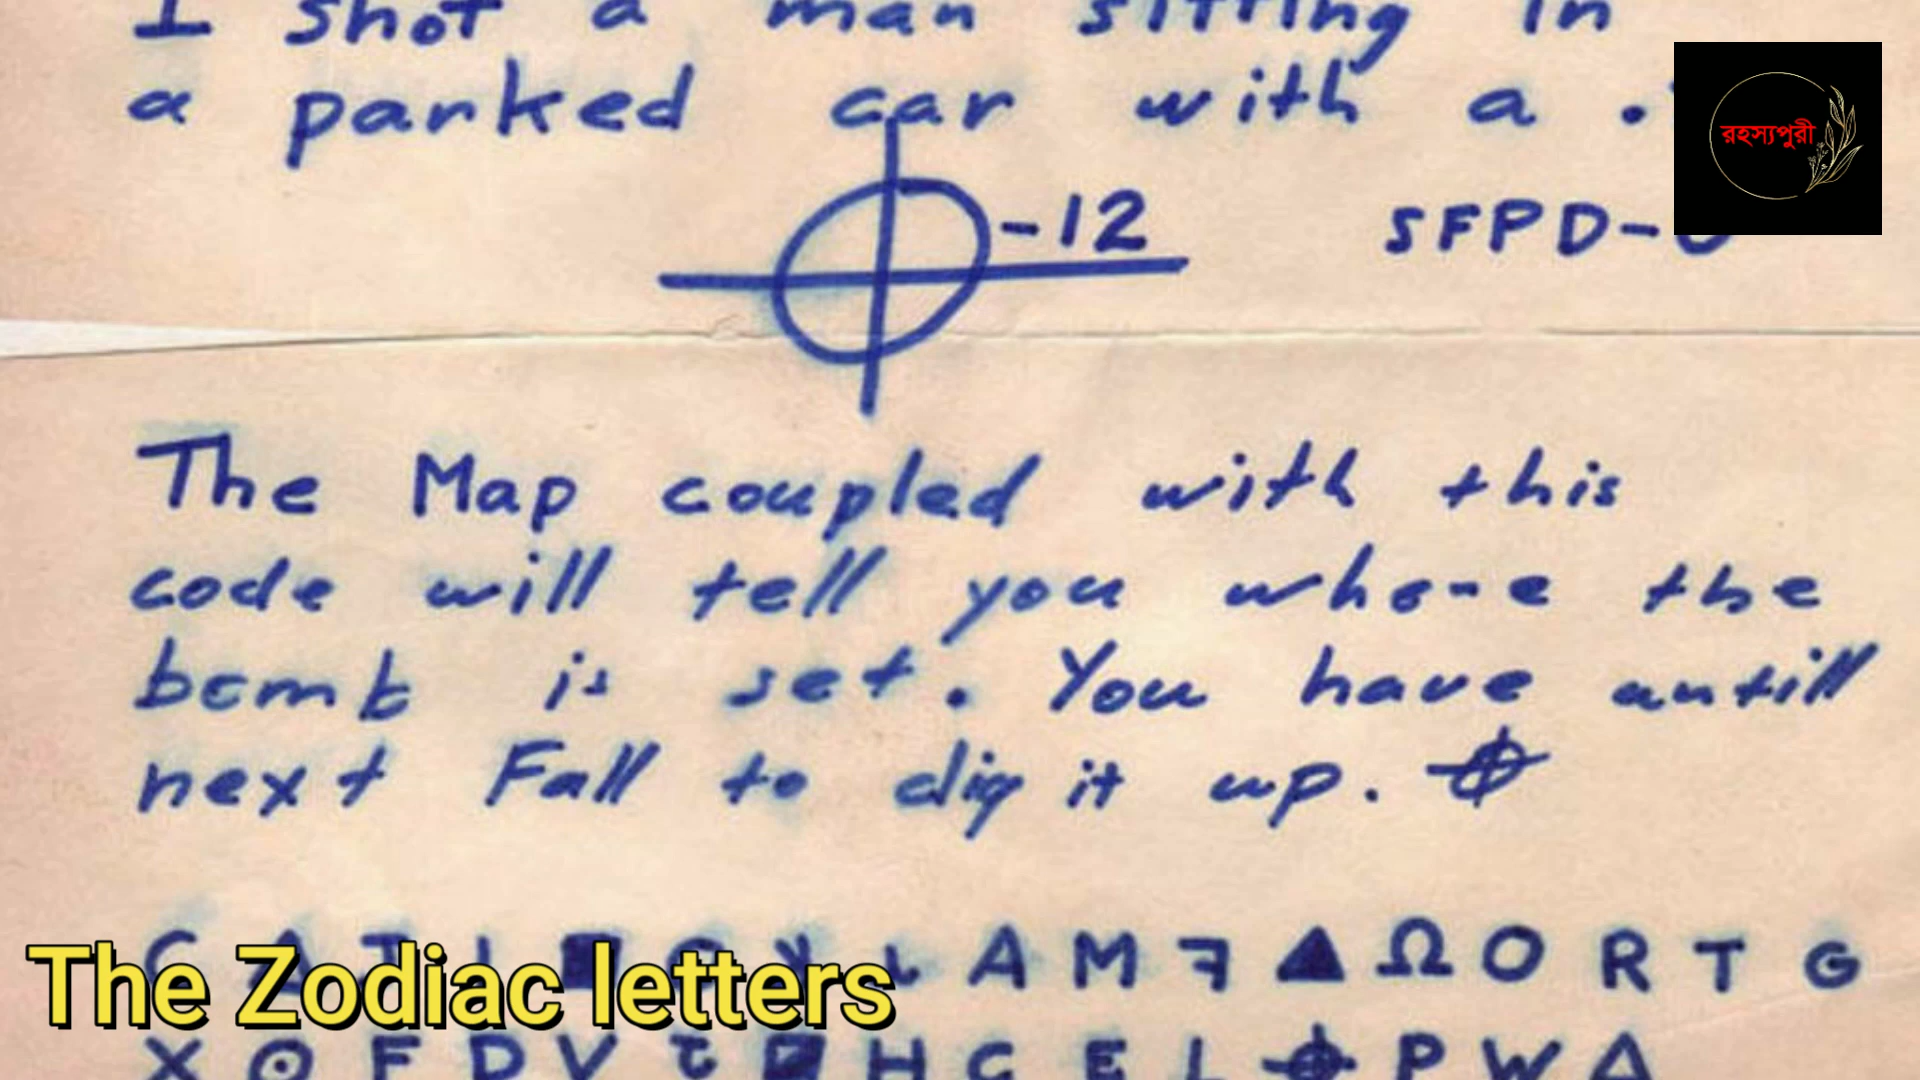 I shot a man sitting in
a parked car with a .
রহস্যপুরী
-12 SFPD-
The Map coupled with this
code will tell you whore the
bomb is set. You have untill
next Fall to dig it up. ⌖
A M ꟻ ▲ Ω O R T G
The Zodiac letters
X ⊙ F D V H C E L ⌖ P W Δ